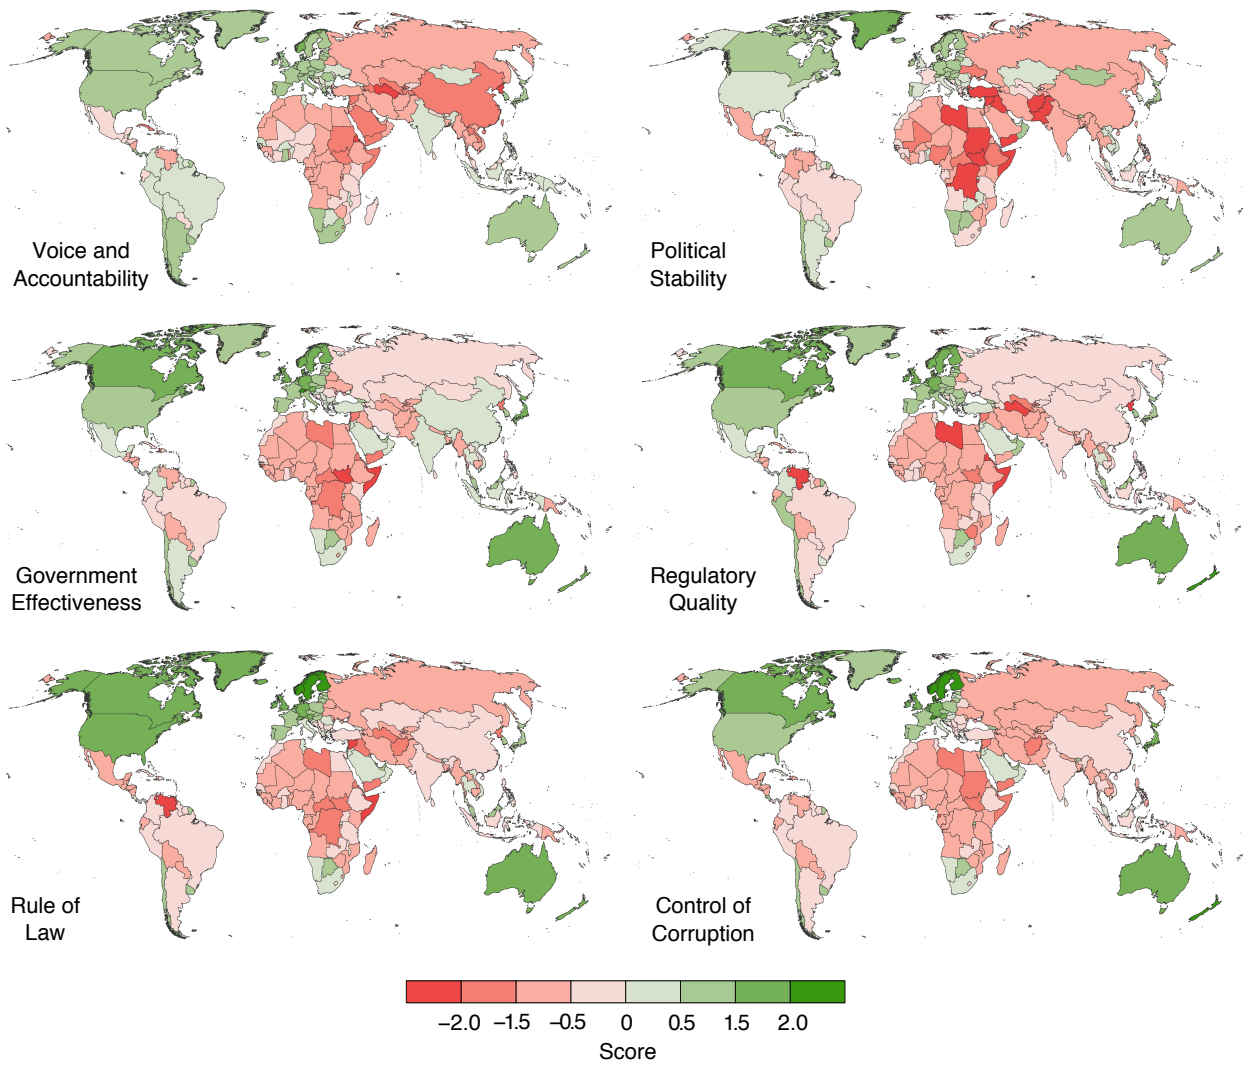 Voice and
Accountability
Political
Stability
Government
Effectiveness
Regulatory
Quality
Rule of
Law
Control of
Corruption
−2.0 −1.5 −0.5 0 0.5 1.5 2.0
Score